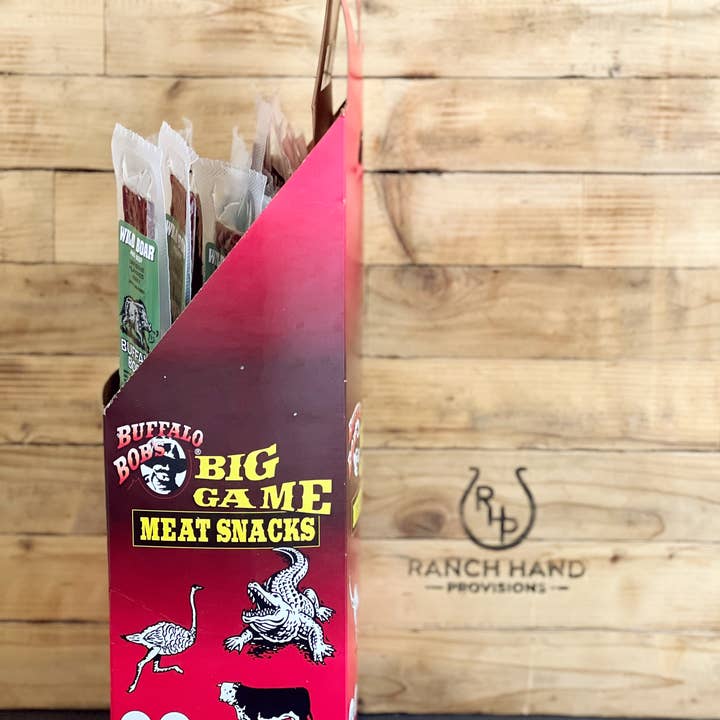 WILD BOAR
BUFFALO
BOB'S®
BIG
GAME
MEAT SNACKS
RHP
RANCH HAND
PROVISIONS